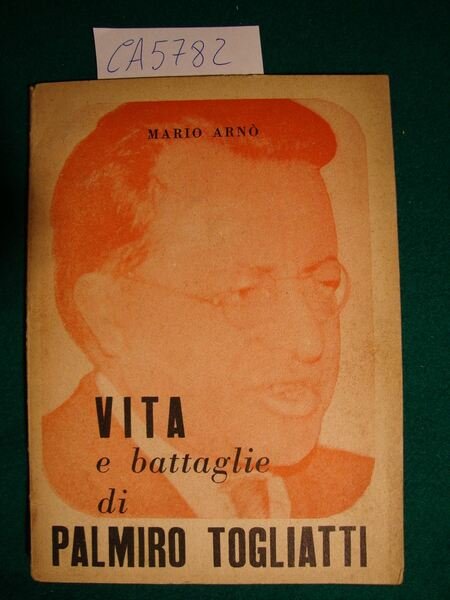 CA5782
MARIO ARNÒ
VITA
e battaglie
di
PALMIRO TOGLIATTI